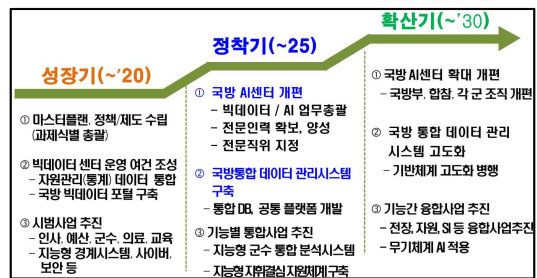 성장기(~'20)
① 마스터플랜, 정책/제도 수립
(과제식별 총괄)
② 빅데이터 센터 운영 여건 조성
– 자원관리(통계) 데이터 통합
– 국방 빅데이터 포털 구축
③ 시범사업 추진
– 인사, 예산, 군수, 의료, 교육
– 지능형 경계시스템, 사이버,
보안 등
정착기(~25)
① 국방 AI센터 개편
– 빅데이터 / AI 업무총괄
– 전문인력 확보, 양성
– 전문직위 지정
② 국방통합 데이터 관리시스템
구축
– 통합 DB, 공통 플랫폼 개발
③ 기능별 통합사업 추진
– 지능형 군수 통합 분석시스템
– 지능형 지휘결심 지원체계 구축
확산기(~'30)
① 국방 AI센터 확대 개편
– 국방부, 합참, 각 군 조직 개편
② 국방 통합 데이터 관리
시스템 고도화
– 기반체계 고도화 병행
③ 기능간 융합사업 추진
– 전장, 자원, SI 등 융합사업추진
– 무기체계 AI 적용